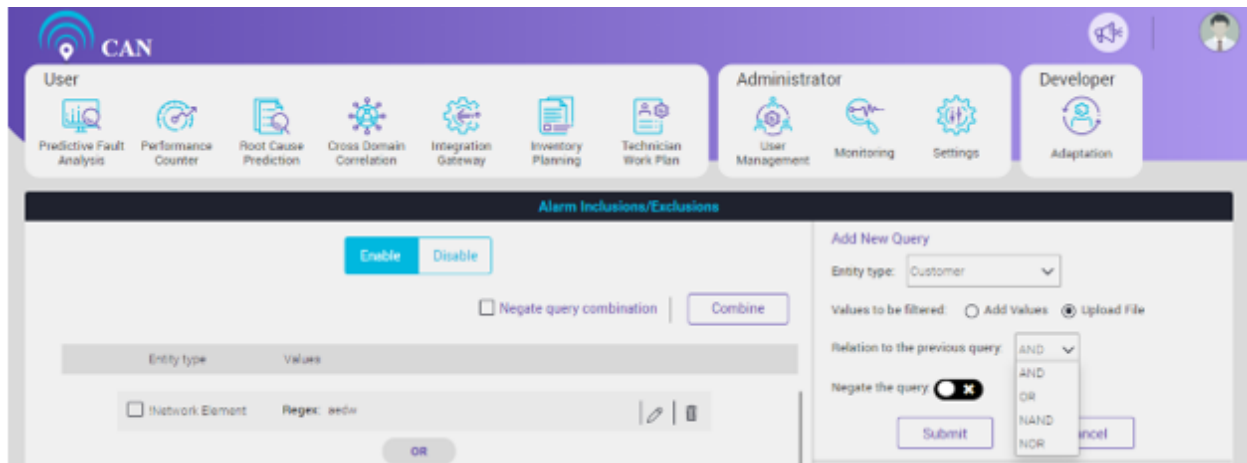 CAN
User
Administrator
Developer
Predictive Fault Analysis
Performance Counter
Root Cause Prediction
Cross Domain Correlation
Integration Gateway
Inventory Planning
Technician Work Plan
User Management
Monitoring
Settings
Adaptation
Alarm Inclusions/Exclusions
Enable Disable
Negate query combination Combine
Entity type Values
!Network Element Regex: aedw
OR
Add New Query
Entity type: Customer
Values to be filtered: Add Values Upload File
Relation to the previous query: AND
AND
OR
NAND
NOR
Negate the query:
Submit ncel